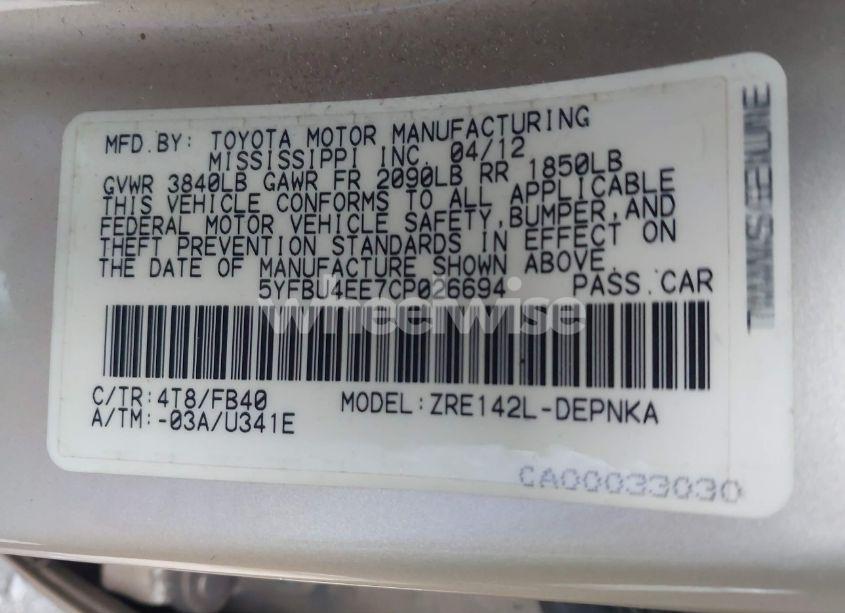 MFD.BY: TOYOTA MOTOR MANUFACTURING
MISSISSIPPI INC. 04/12
GVWR 3840LB GAWR FR 2090LB RR 1850LB
THIS VEHICLE CONFORMS TO ALL APPLICABLE
FEDERAL MOTOR VEHICLE SAFETY,BUMPER,AND
THEFT PREVENTION STANDARDS IN EFFECT ON
THE DATE OF MANUFACTURE SHOWN ABOVE.
5YFBU4EE7CP026694 PASS.CAR
wheelwise
C/TR:4T8/FB40 MODEL:ZRE142L-DEPNKA
A/TM:-03A/U341E
CA00033030